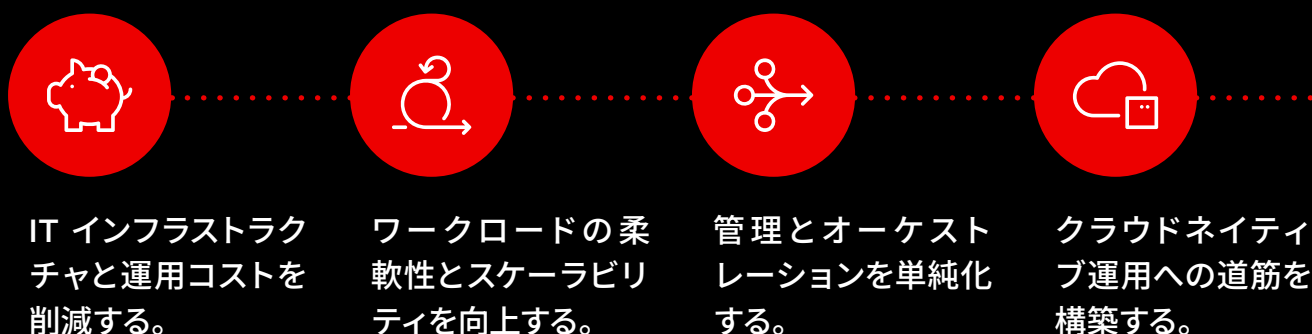 IT インフラストラク
チャと運用コストを
削減する。
ワークロードの柔
軟性とスケーラビリ
ティを向上する。
管理とオーケスト
レーションを単純化
する。
クラウドネイティ
ブ運用への道筋を
構築する。